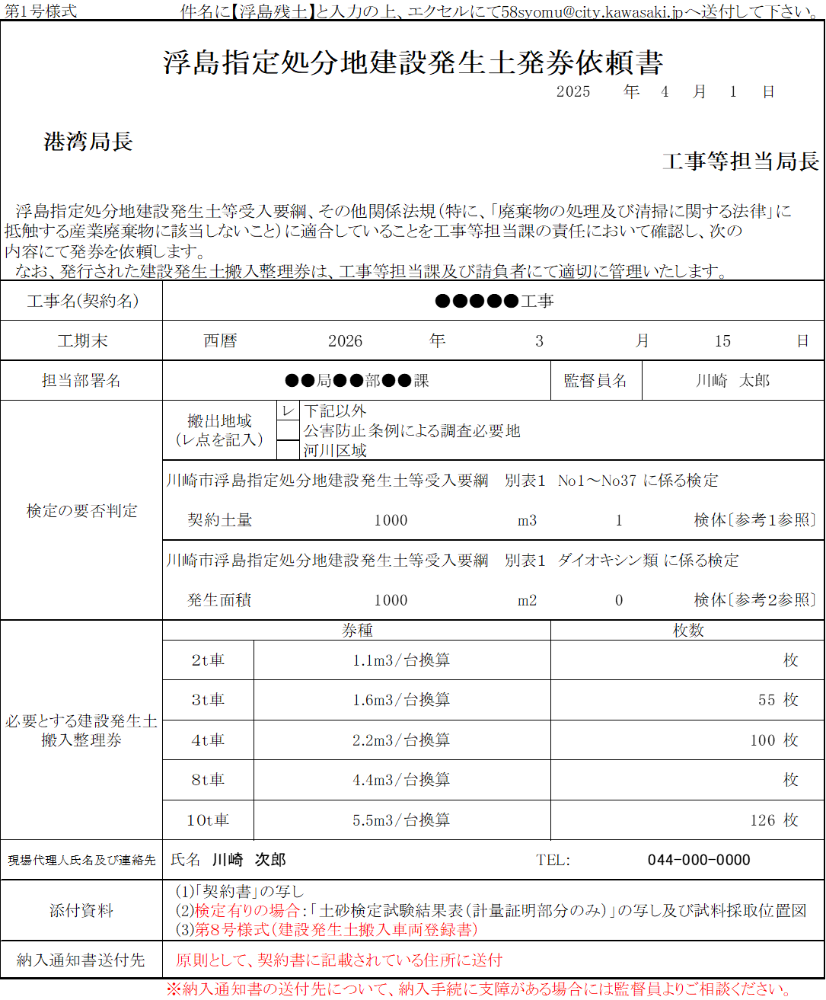 第1号様式　件名に【浮島残土】と入力の上、エクセルにて58syomu@city.kawasaki.jpへ送付して下さい。
浮島指定処分地建設発生土発券依頼書
2025 年 4 月 1 日
港湾局長
工事等担当局長
浮島指定処分地建設発生土等受入要綱、その他関係法規(特に、「廃棄物の処理及び清掃に関する法律」に
抵触する産業廃棄物に該当しないこと)に適合していることを工事等担当課の責任において確認し、次の
内容にて発券を依頼します。
なお、発行された建設発生土搬入整理券は、工事等担当課及び請負者にて適切に管理いたします。
工事名(契約名) ●●●●●工事
工期末 西暦 2026 年 3 月 15 日
担当部署名 ●●局●●部●●課 監督員名 川崎　太郎
検定の要否判定
搬出地域
(レ点を記入)
レ 下記以外
公害防止条例による調査必要地
河川区域
川崎市浮島指定処分地建設発生土等受入要綱　別表1　No1～No37 に係る検定
契約土量 1000 m3 1 検体〔参考1参照〕
川崎市浮島指定処分地建設発生土等受入要綱　別表1　ダイオキシン類 に係る検定
発生面積 1000 m2 0 検体〔参考2参照〕
必要とする建設発生土
搬入整理券
券種 枚数
2t車 1.1m3/台換算 枚
3t車 1.6m3/台換算 55 枚
4t車 2.2m3/台換算 100 枚
8t車 4.4m3/台換算 枚
10t車 5.5m3/台換算 126 枚
現場代理人氏名及び連絡先 氏名 川崎　次郎 TEL: 044-000-0000
添付資料
(1)「契約書」の写し
(2)検定有りの場合:「土砂検定試験結果表(計量証明部分のみ)」の写し及び試料採取位置図
(3)第8号様式(建設発生土搬入車両登録書)
納入通知書送付先 原則として、契約書に記載されている住所に送付
※納入通知書の送付先について、納入手続に支障がある場合には監督員よりご相談ください。